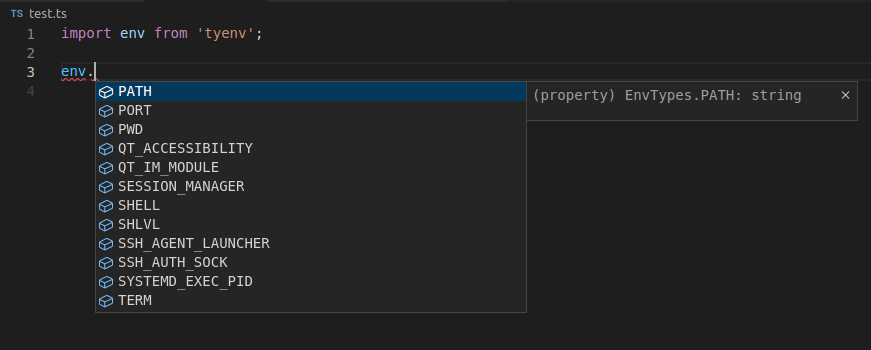 TS test.ts
1 import env from 'tyenv';
2
3 env.
4
PATH
(property) EnvTypes.PATH: string ×
PORT
PWD
QT_ACCESSIBILITY
QT_IM_MODULE
SESSION_MANAGER
SHELL
SHLVL
SSH_AGENT_LAUNCHER
SSH_AUTH_SOCK
SYSTEMD_EXEC_PID
TERM